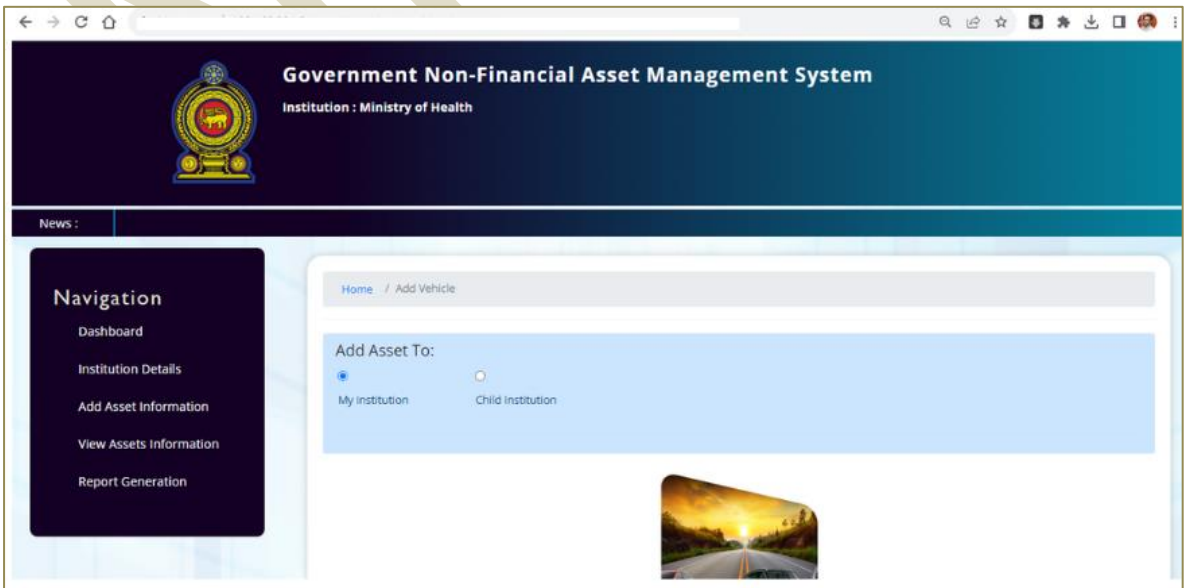 Government Non-Financial Asset Management System
Institution : Ministry of Health
News :
Navigation
Dashboard
Institution Details
Add Asset Information
View Assets Information
Report Generation
Home / Add Vehicle
Add Asset To:
My Institution Child Institution